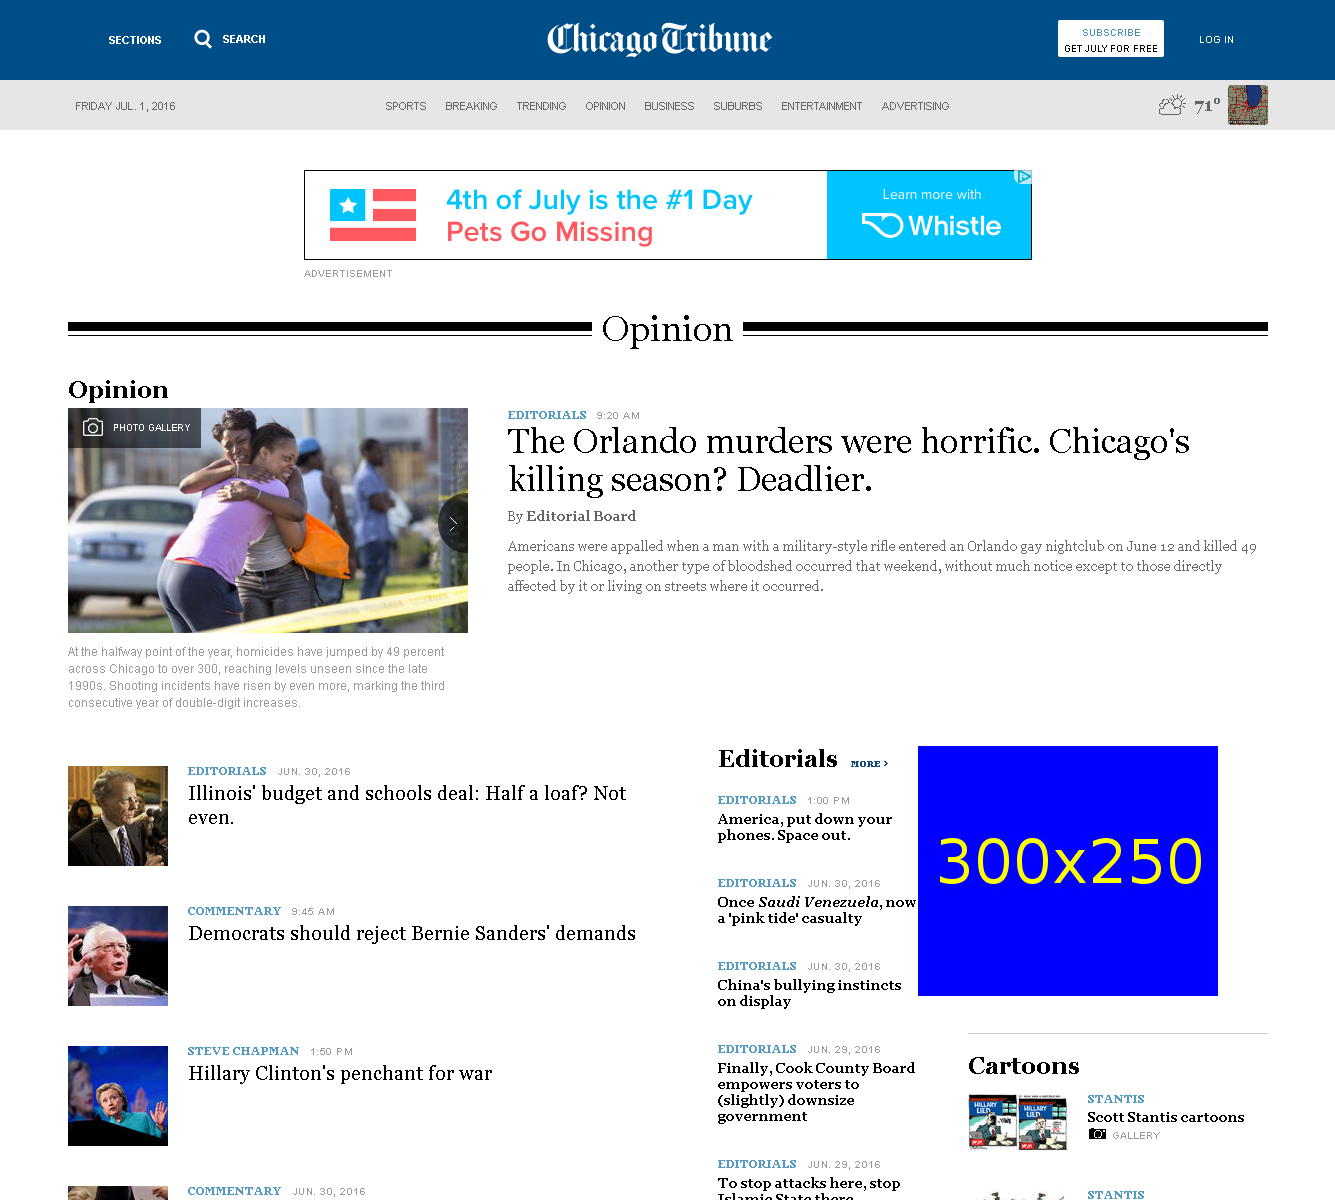 SECTIONS
SEARCH
Chicago Tribune
SUBSCRIBE
GET JULY FOR FREE
LOG IN
FRIDAY JUL. 1, 2016
SPORTS BREAKING TRENDING OPINION BUSINESS SUBURBS ENTERTAINMENT ADVERTISING
71°
4th of July is the #1 Day
Pets Go Missing
Learn more with
Whistle
ADVERTISEMENT
Opinion
Opinion
PHOTO GALLERY
At the halfway point of the year, homicides have jumped by 49 percent
across Chicago to over 300, reaching levels unseen since the late
1990s. Shooting incidents have risen by even more, marking the third
consecutive year of double-digit increases.
EDITORIALS 9:20 AM
The Orlando murders were horrific. Chicago's
killing season? Deadlier.
By Editorial Board
Americans were appalled when a man with a military-style rifle entered an Orlando gay nightclub on June 12 and killed 49
people. In Chicago, another type of bloodshed occurred that weekend, without much notice except to those directly
affected by it or living on streets where it occurred.
EDITORIALS JUN. 30, 2016
Illinois' budget and schools deal: Half a loaf? Not
even.
COMMENTARY 9:45 AM
Democrats should reject Bernie Sanders' demands
STEVE CHAPMAN 1:50 PM
Hillary Clinton's penchant for war
COMMENTARY JUN. 30, 2016
Editorials MORE >
EDITORIALS 1:00 PM
America, put down your
phones. Space out.
EDITORIALS JUN. 30, 2016
Once Saudi Venezuela, now
a 'pink tide' casualty
EDITORIALS JUN. 30, 2016
China's bullying instincts
on display
EDITORIALS JUN. 29, 2016
Finally, Cook County Board
empowers voters to
(slightly) downsize
government
EDITORIALS JUN. 29, 2016
To stop attacks here, stop
Islamic State there
300x250
Cartoons
HILLARY
LIED
HILLARY
LIED
STANTIS
Scott Stantis cartoons
GALLERY
STANTIS